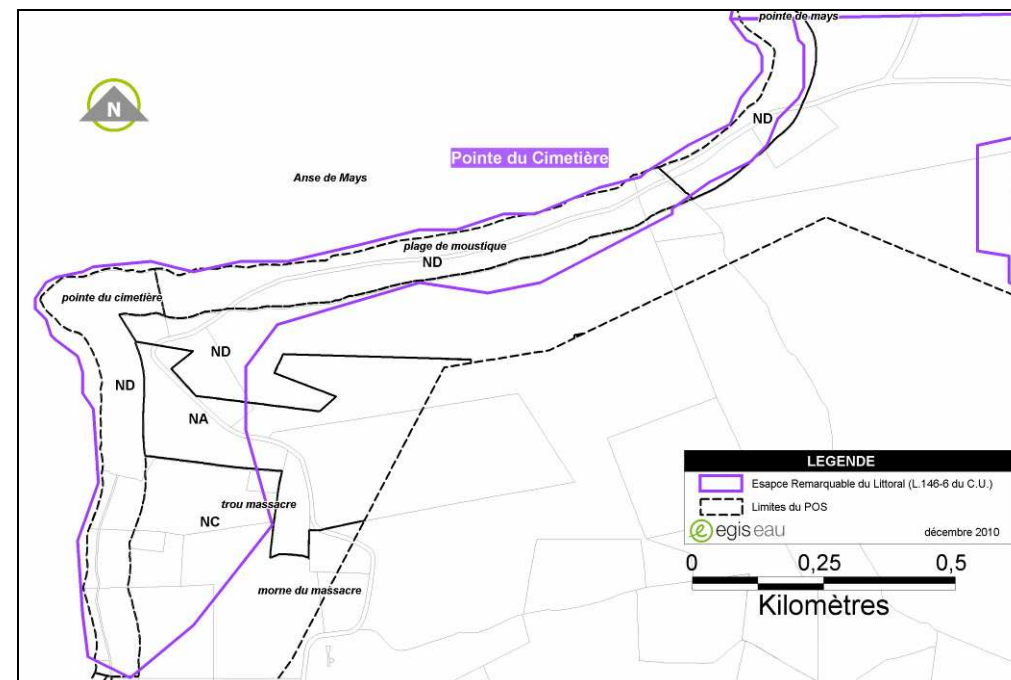 pointe de mays
N
ND
Pointe du Cimetière
Anse de Mays
plage de moustique
ND
pointe du cimetière
ND
ND
NA
LEGENDE
Esapce Remarquable du Littoral (L.146-6 du C.U.)
trou massacre
Limites du POS
NC
egis eau
décembre 2010
0 0,25 0,5
morne du massacre
Kilomètres